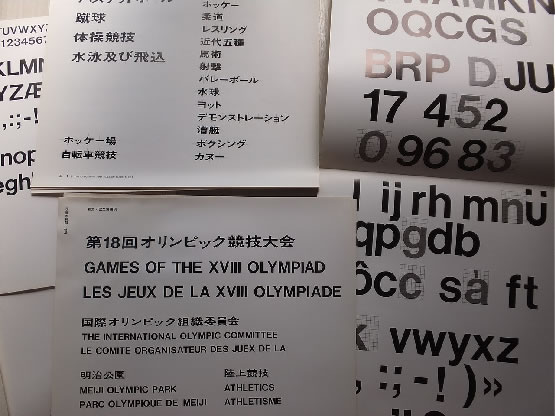 TUVWXYZ
1234567
KLMN
YZÆ
,:;-!
nop
egh
蹴球
体操競技
水泳及び飛込
ホッケー場
自転車競技
ホッケー
柔道
レスリング
近代五種
馬術
射撃
バレーボール
水球
ヨット
デモンストレーション
漕艇
ボクシング
カヌー
OQCGS
BRP DJU
17 452
0 9683
第18回オリンピック競技大会
GAMES OF THE XVIII OLYMPIAD
LES JEUX DE LA XVIII OLYMPIADE
国際オリンピック組織委員会
THE INTERNATIONAL OLYMPIC COMMITTEE
LE COMITE ORGANISATEUR DES JUEX DE LA
明治公園 陸上競技
MEIJI OLYMPIC PARK ATHLETICS
PARC OLYMPIQUE DE MEIJI ATHLETISME
ij rh mnü
qpgdb
ôcc så ft
k vwyxz
,:;-!)»